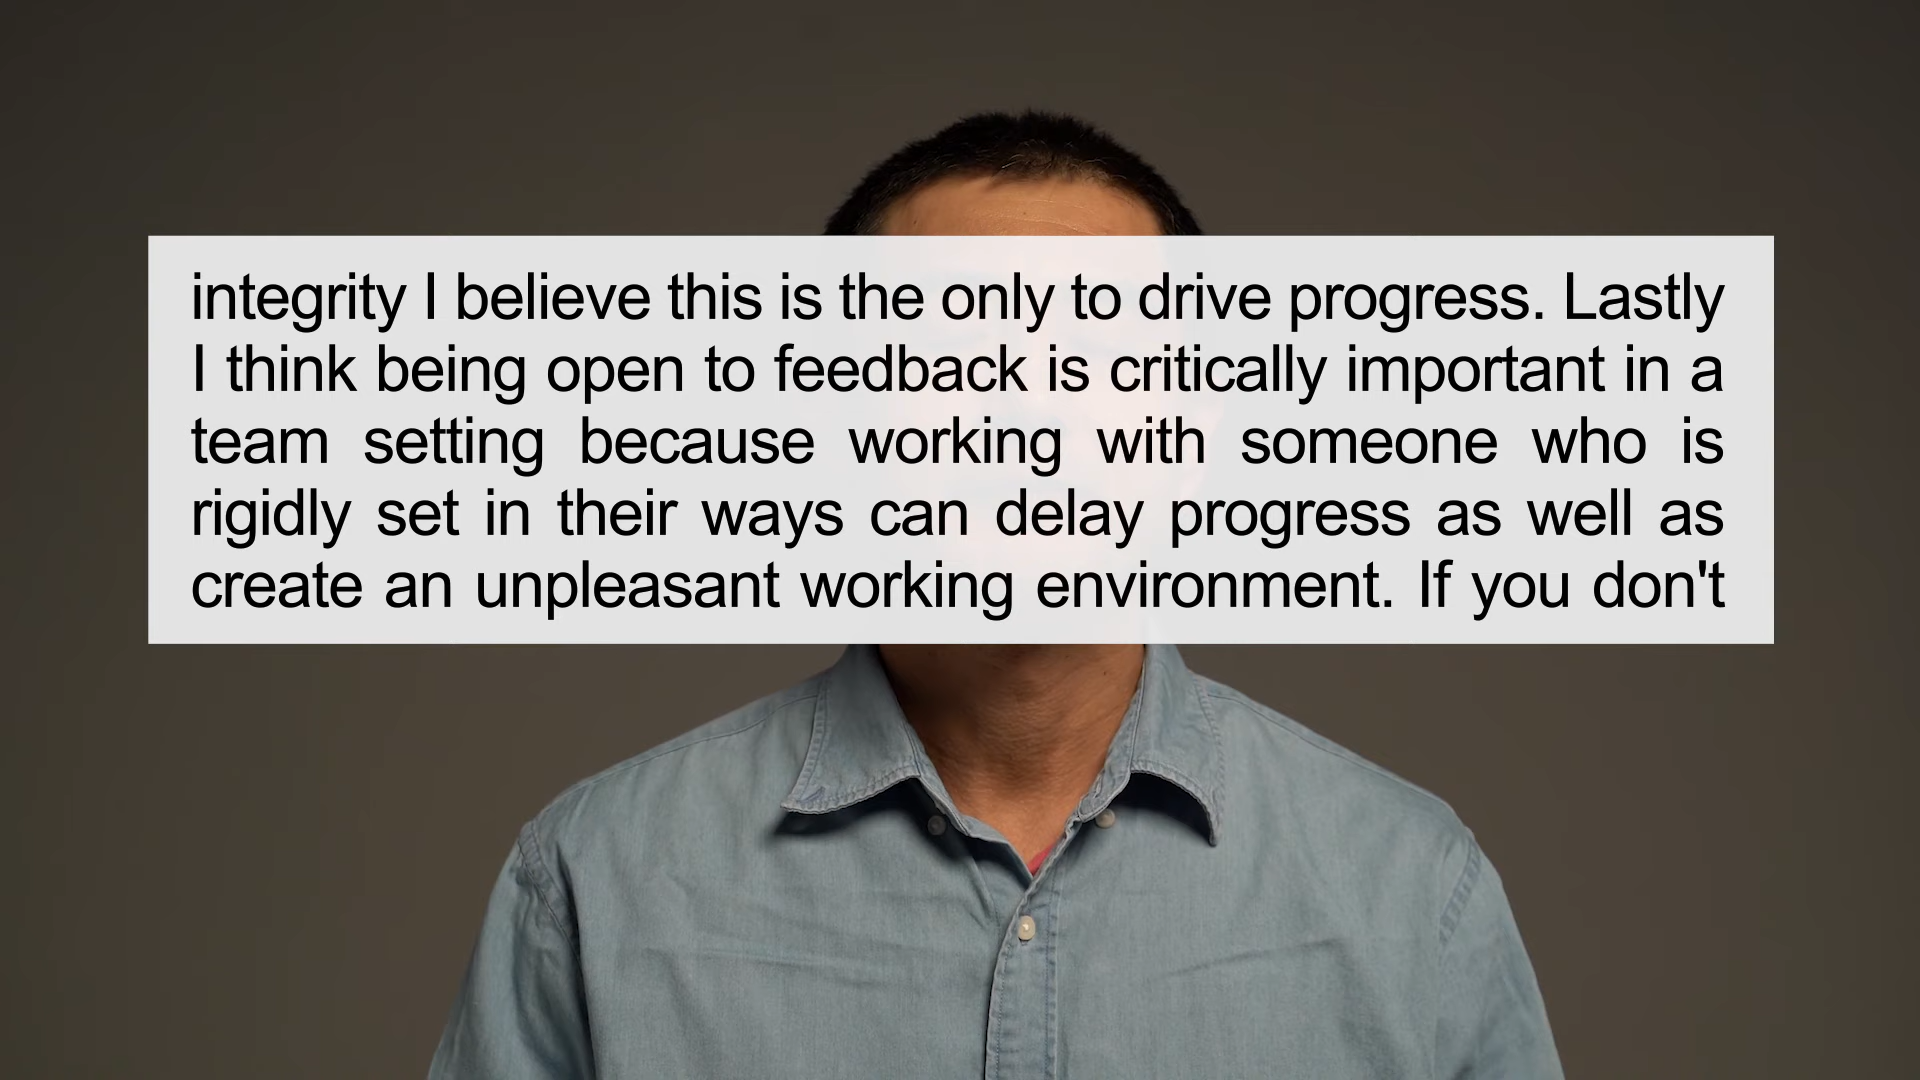 integrity I believe this is the only to drive progress. Lastly
I think being open to feedback is critically important in a
team setting because working with someone who is
rigidly set in their ways can delay progress as well as
create an unpleasant working environment. If you don't